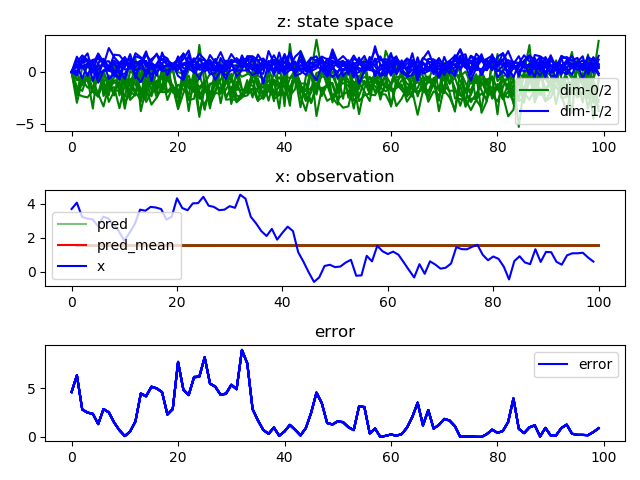 z: state space
0
−5
dim-0/2
dim-1/2
0 20 40 60 80 100
x: observation
4
2
0
pred
pred_mean
x
0 20 40 60 80 100
error
5
0
error
0 20 40 60 80 100